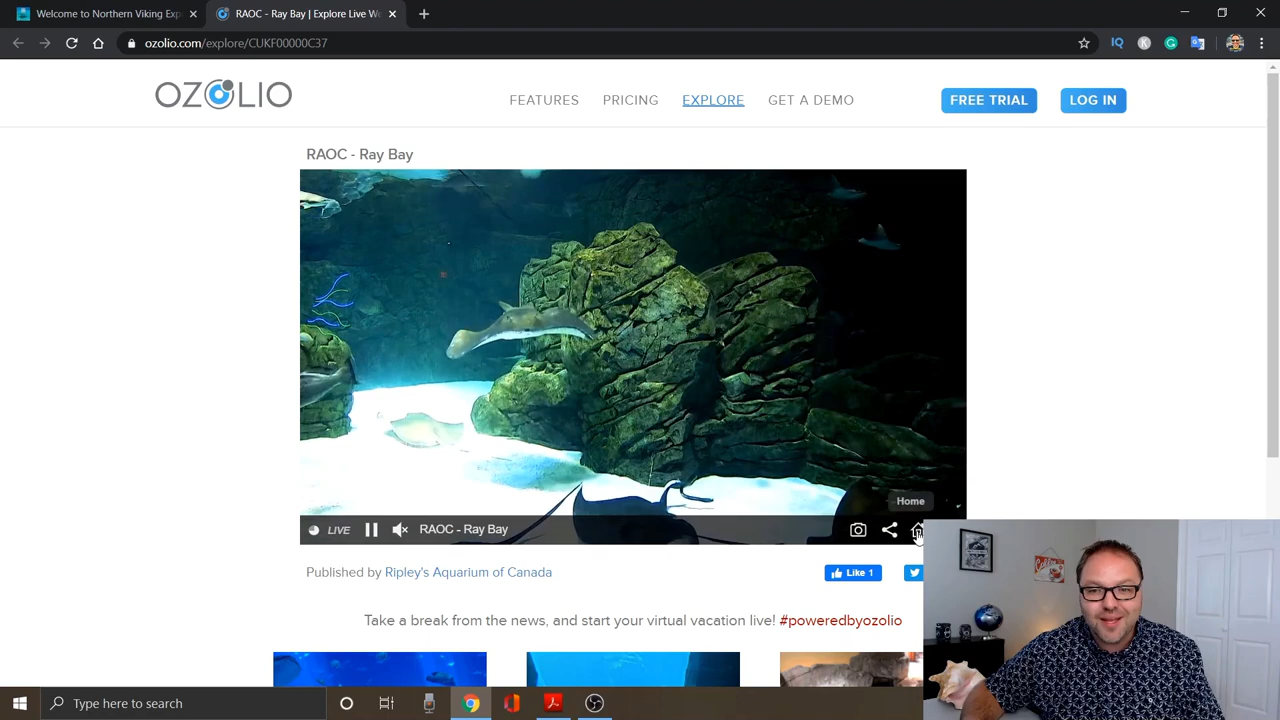 Welcome to Northern Viking Exp
RAOC - Ray Bay | Explore Live W
ozolio.com/explore/CUKF00000C37
IQ
K
G
OZOLIO
FEATURES PRICING EXPLORE GET A DEMO
FREE TRIAL
LOG IN
RAOC - Ray Bay
Home
LIVE
RAOC - Ray Bay
Published by Ripley's Aquarium of Canada
Like 1
Take a break from the news, and start your virtual vacation live! #poweredbyozolio
Type here to search